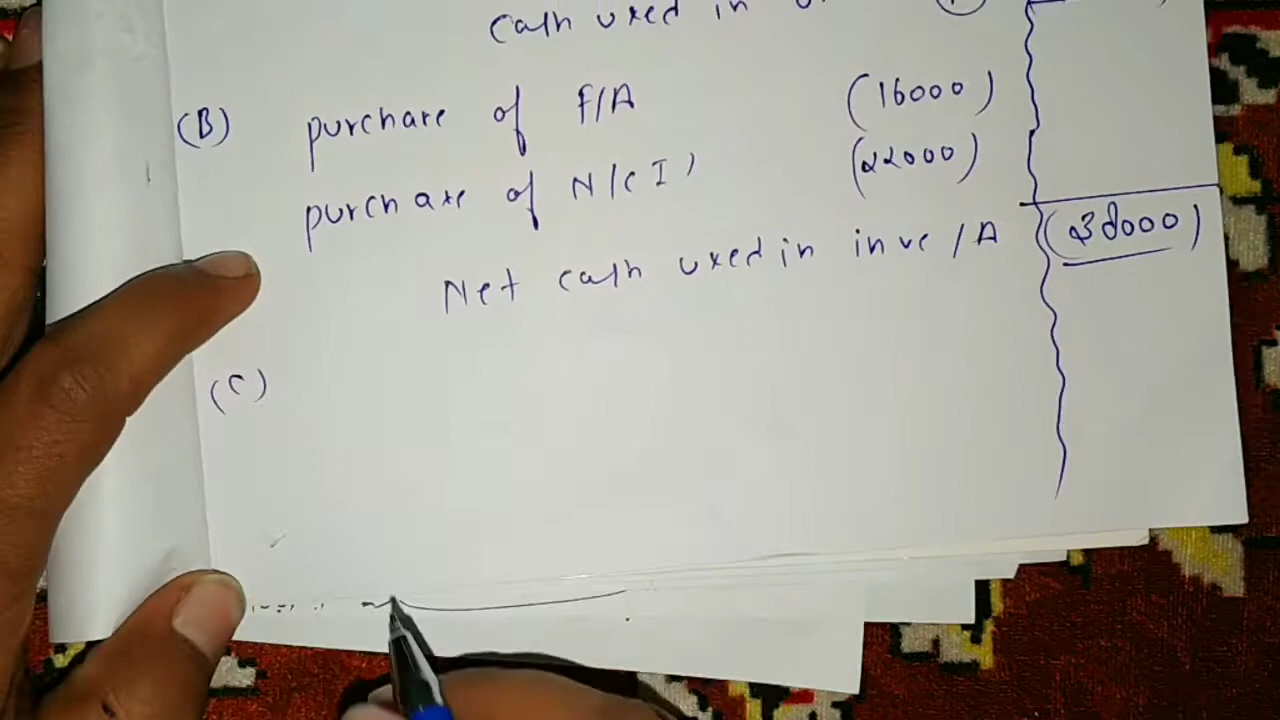 Cash used in
(B) purchase of F/A (16000)
purchase of N/C I) (22000)
Net cash used in inve/A (38000)
(C)